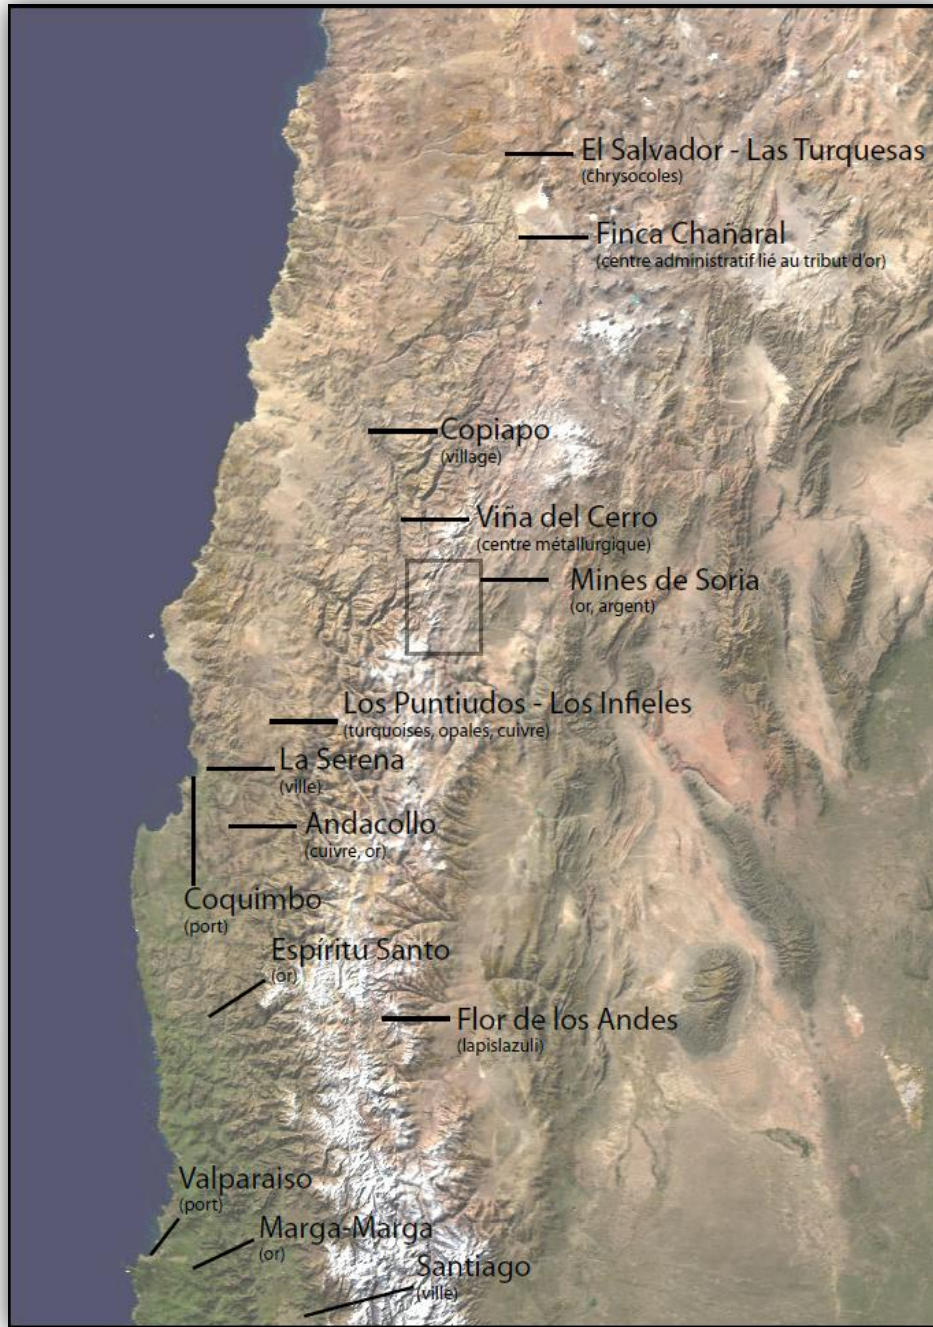 El Salvador - Las Turquesas
(chrysocoles)
Finca Chañaral
(centre administratif lié au tribut d'or)
Copiapo
(village)
Viña del Cerro
(centre métallurgique)
Mines de Soria
(or, argent)
Los Puntiudos - Los Infieles
(turquoises, opales, cuivre)
La Serena
(ville)
Andacollo
(cuivre, or)
Coquimbo
(port)
Espíritu Santo
(or)
Flor de los Andes
(lapislazuli)
Valparaiso
(port)
Marga-Marga
(or)
Santiago
(ville)